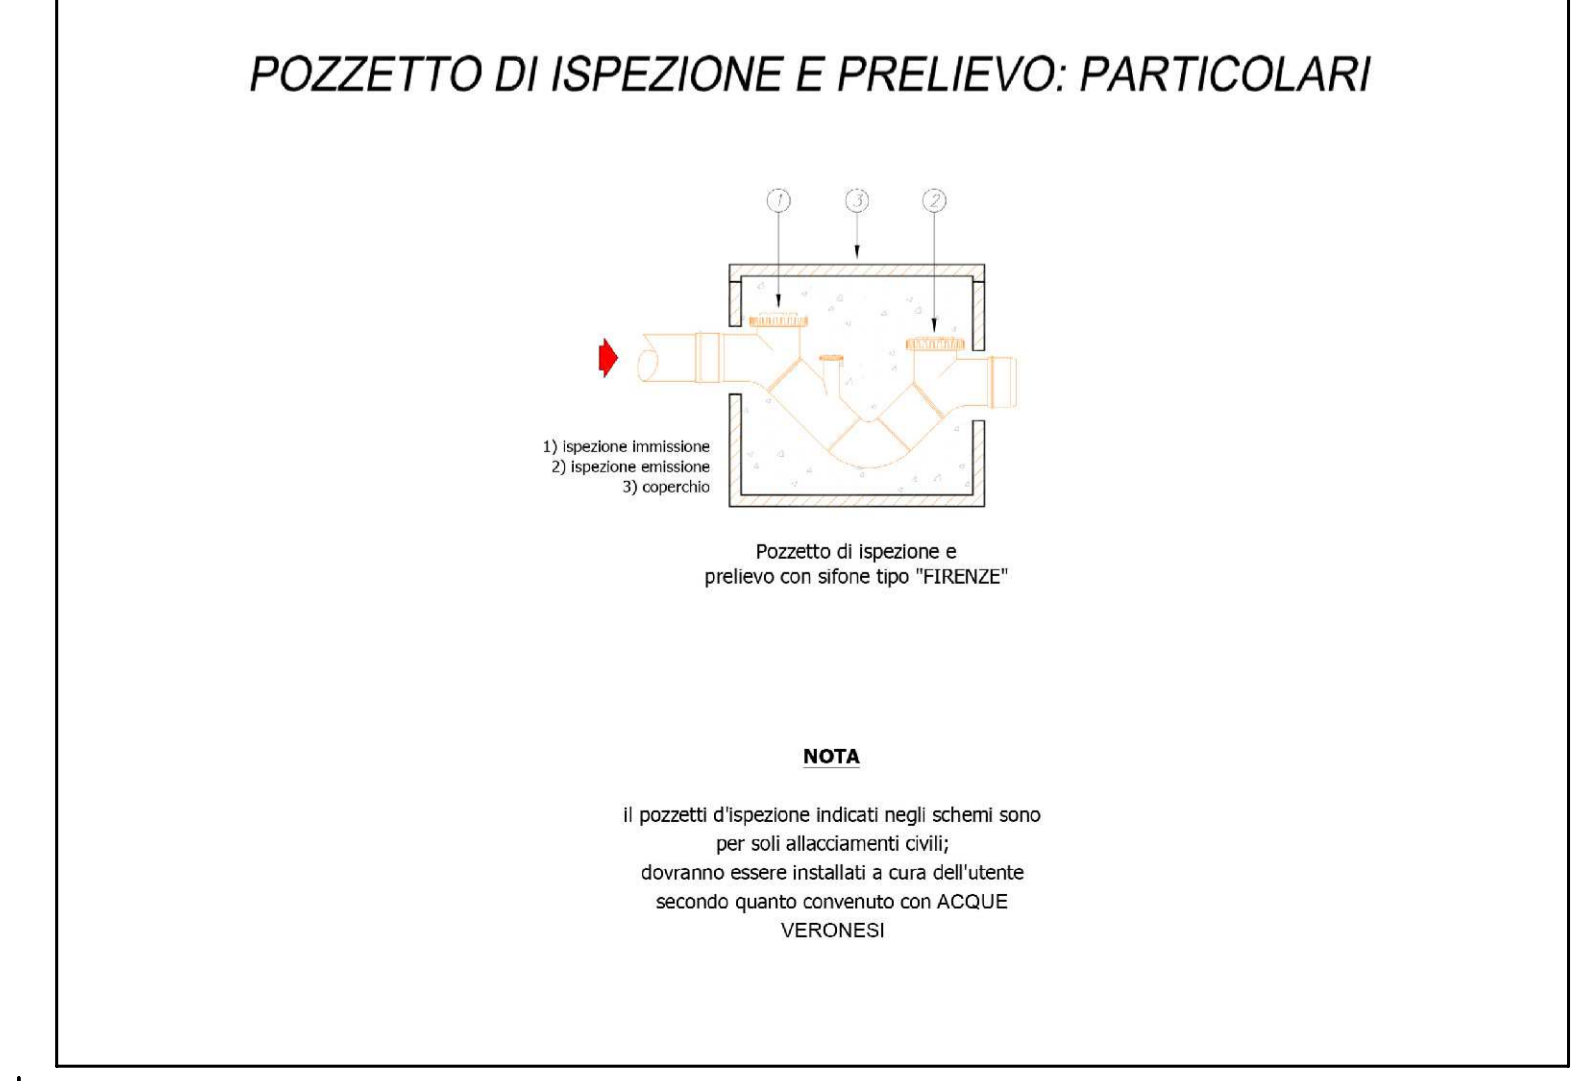 POZZETTO DI ISPEZIONE E PRELIEVO: PARTICOLARI
1 3 2
1) ispezione immissione
2) ispezione emissione
3) coperchio
Pozzetto di ispezione e
prelievo con sifone tipo "FIRENZE"
NOTA
il pozzetti d'ispezione indicati negli schemi sono
per soli allacciamenti civili;
dovranno essere installati a cura dell'utente
secondo quanto convenuto con ACQUE
VERONESI